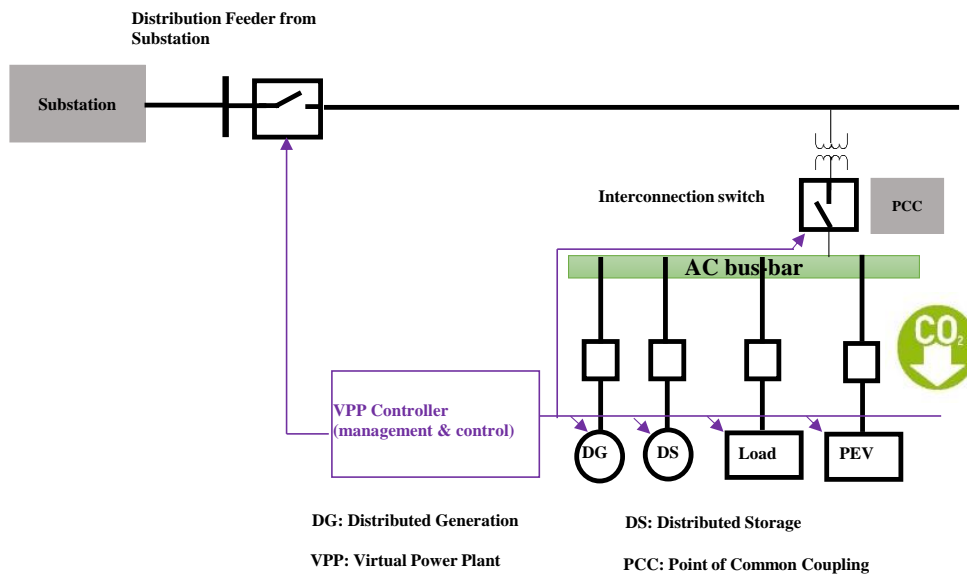 Distribution Feeder from
Substation
Substation
Interconnection switch
PCC
AC bus-bar
CO2
VPP Controller
(management & control)
DG
DS
Load
PEV
DG: Distributed Generation
DS: Distributed Storage
VPP: Virtual Power Plant
PCC: Point of Common Coupling